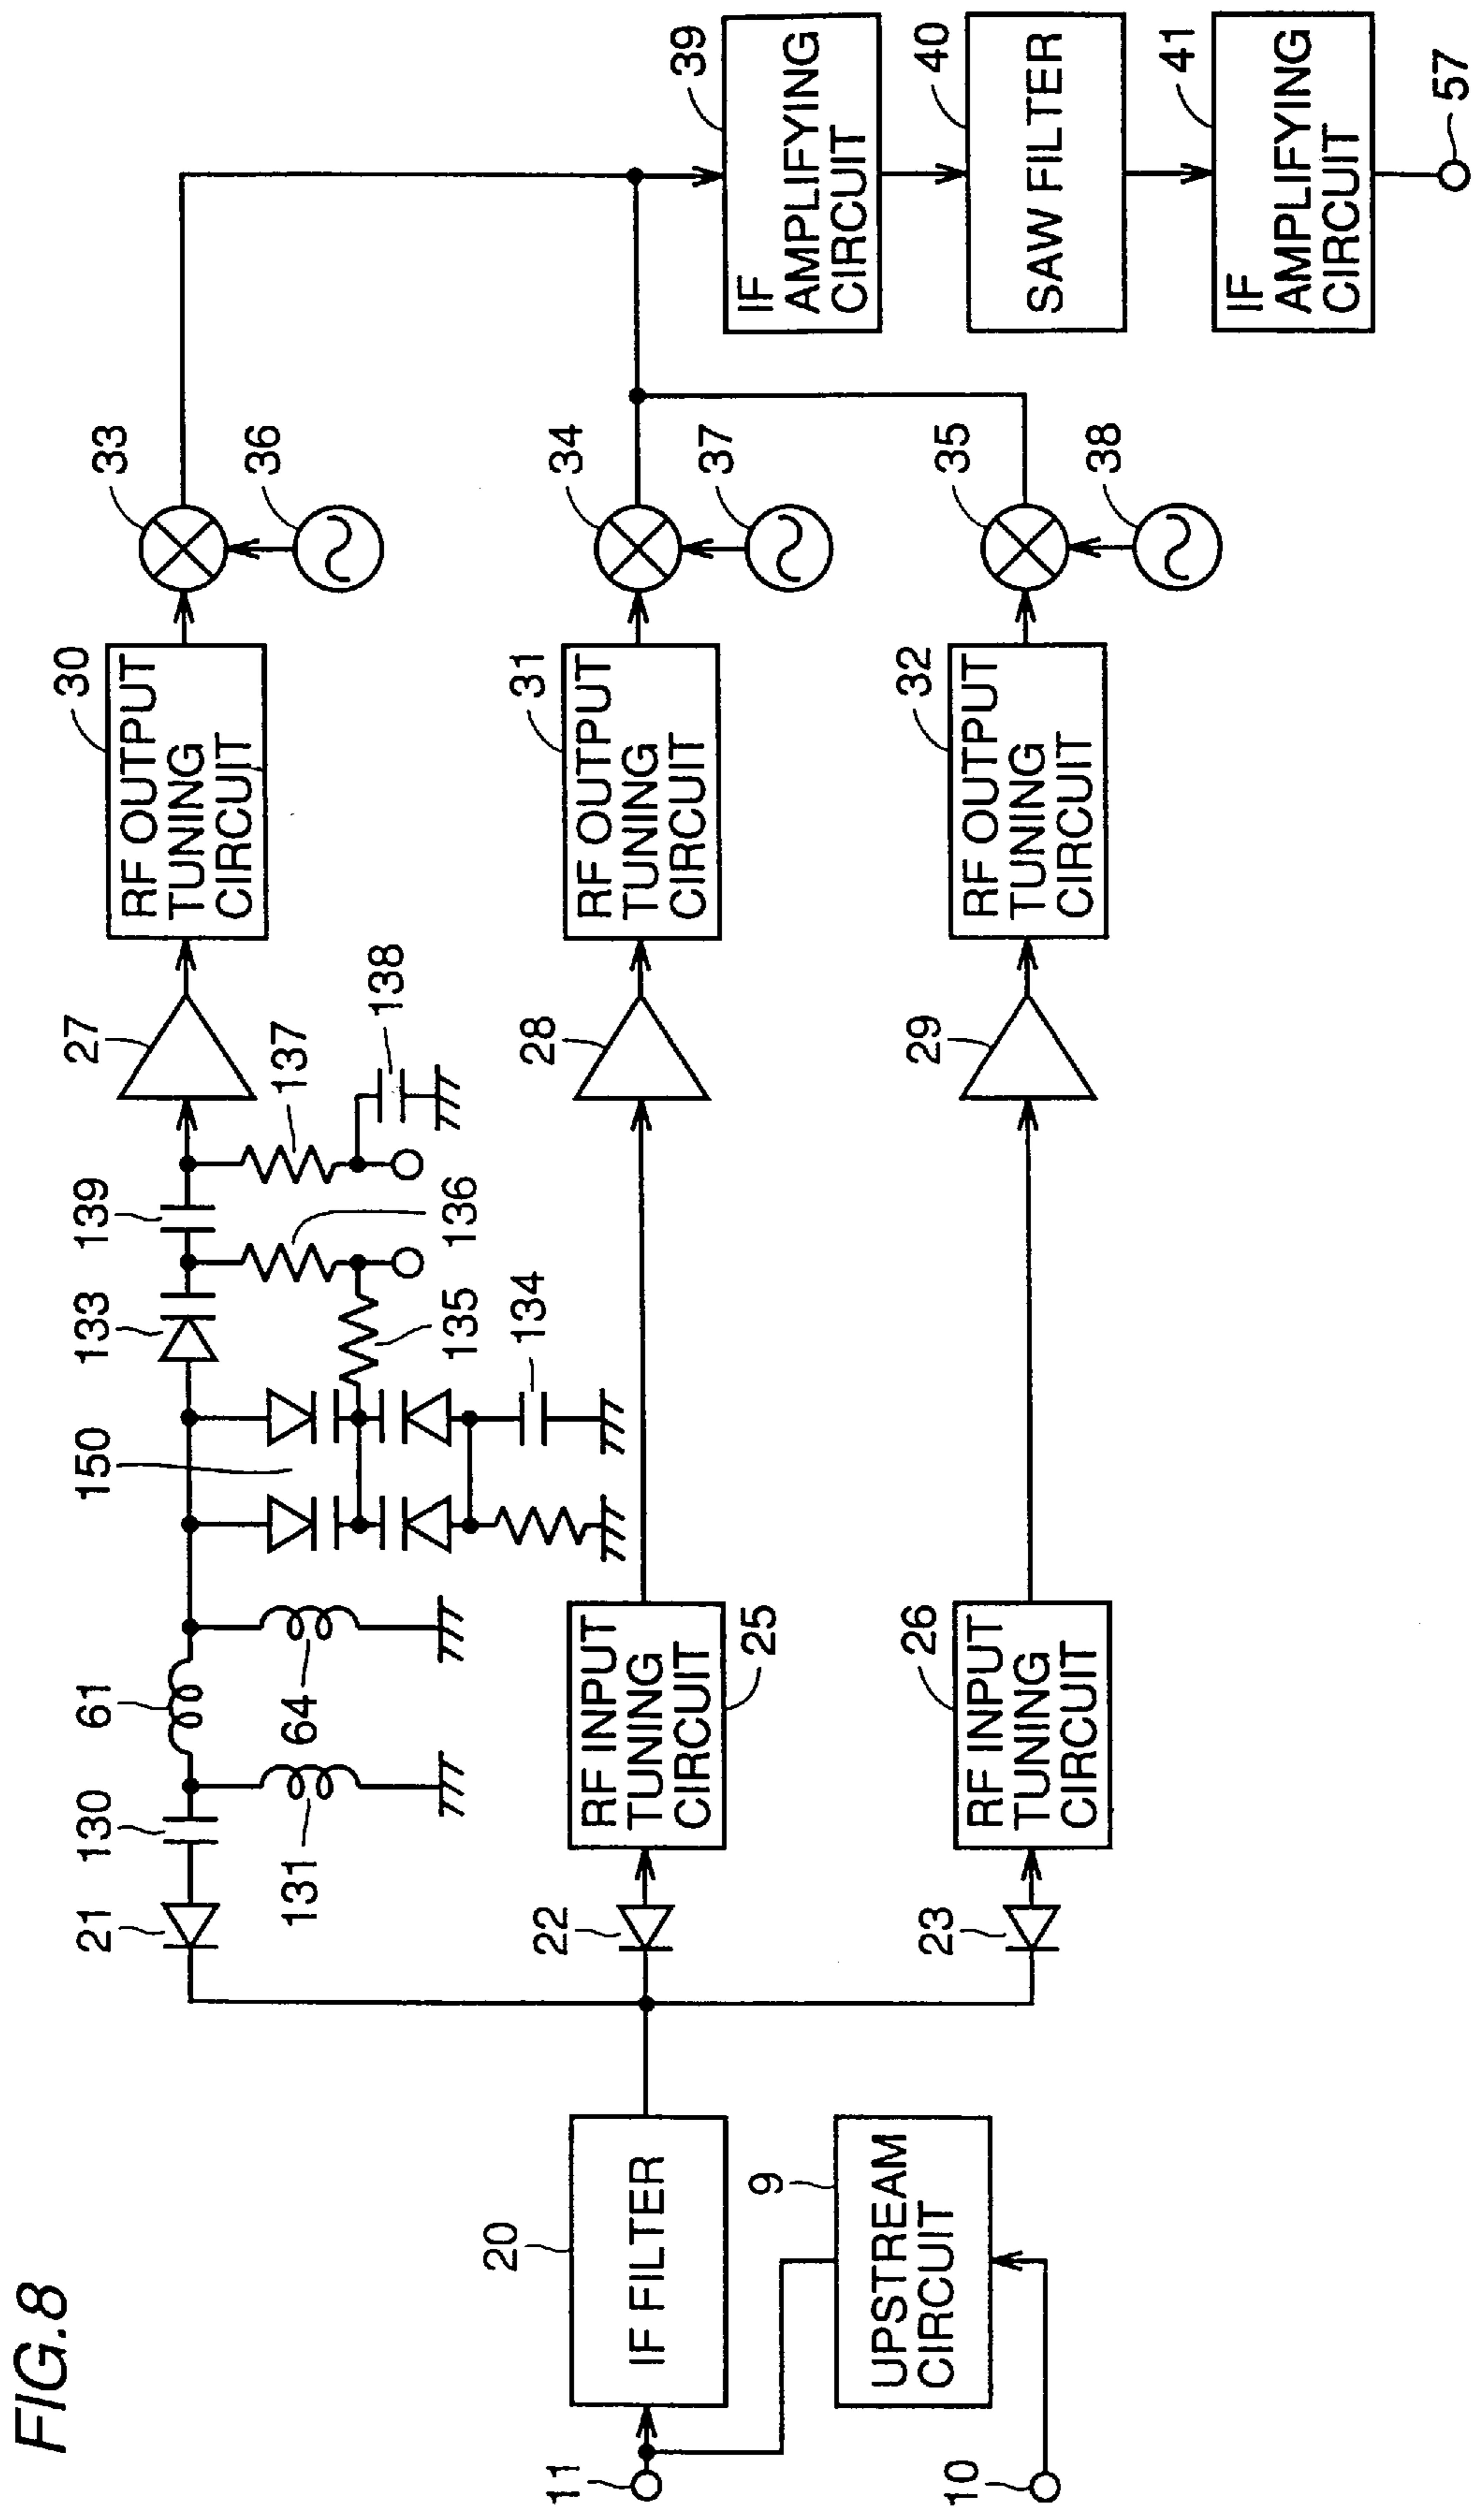 FIG.8
11
10
20
IF FILTER
9
UPSTREAM
CIRCUIT
21
22
23
130
131
61
64
150
133
139
134
135
136
137
138
RF INPUT
TUNING
CIRCUIT
25
RF INPUT
TUNING
CIRCUIT
26
27
28
29
30
RF OUTPUT
TUNING
CIRCUIT
31
RF OUTPUT
TUNING
CIRCUIT
32
RF OUTPUT
TUNING
CIRCUIT
33
36
34
37
35
38
39
IF
AMPLIFYING
CIRCUIT
40
SAW FILTER
41
IF
AMPLIFYING
CIRCUIT
57